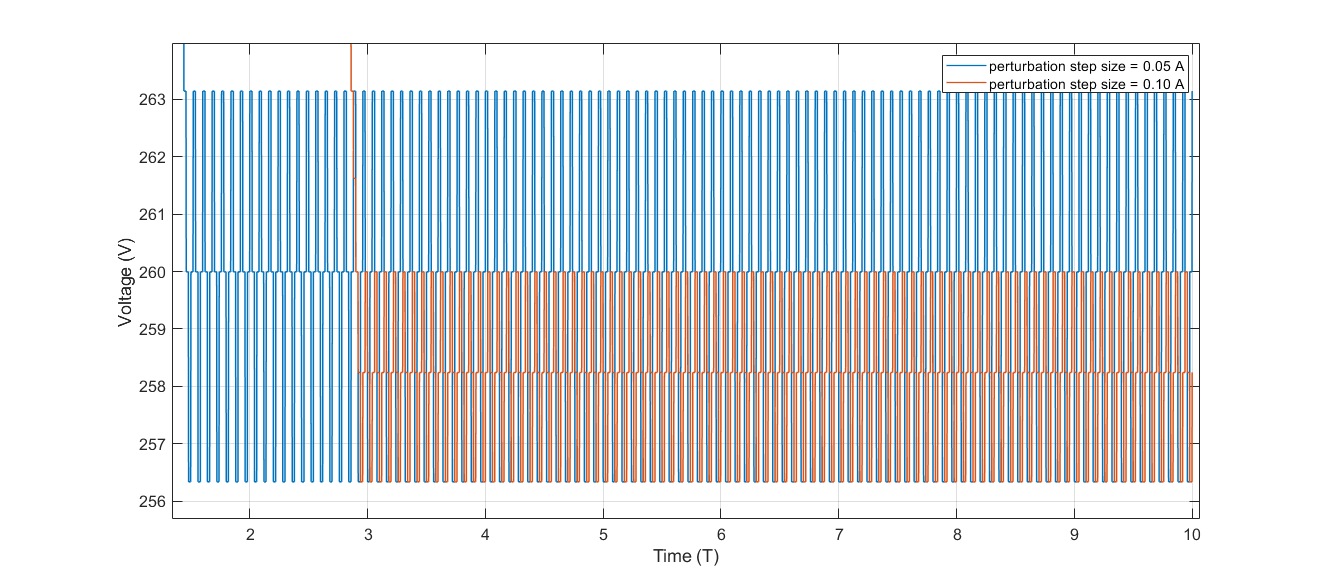 perturbation step size = 0.05 A
perturbation step size = 0.10 A
263
262
261
260
259
258
257
256
Voltage (V)
2 3 4 5 6 7 8 9 10
Time (T)